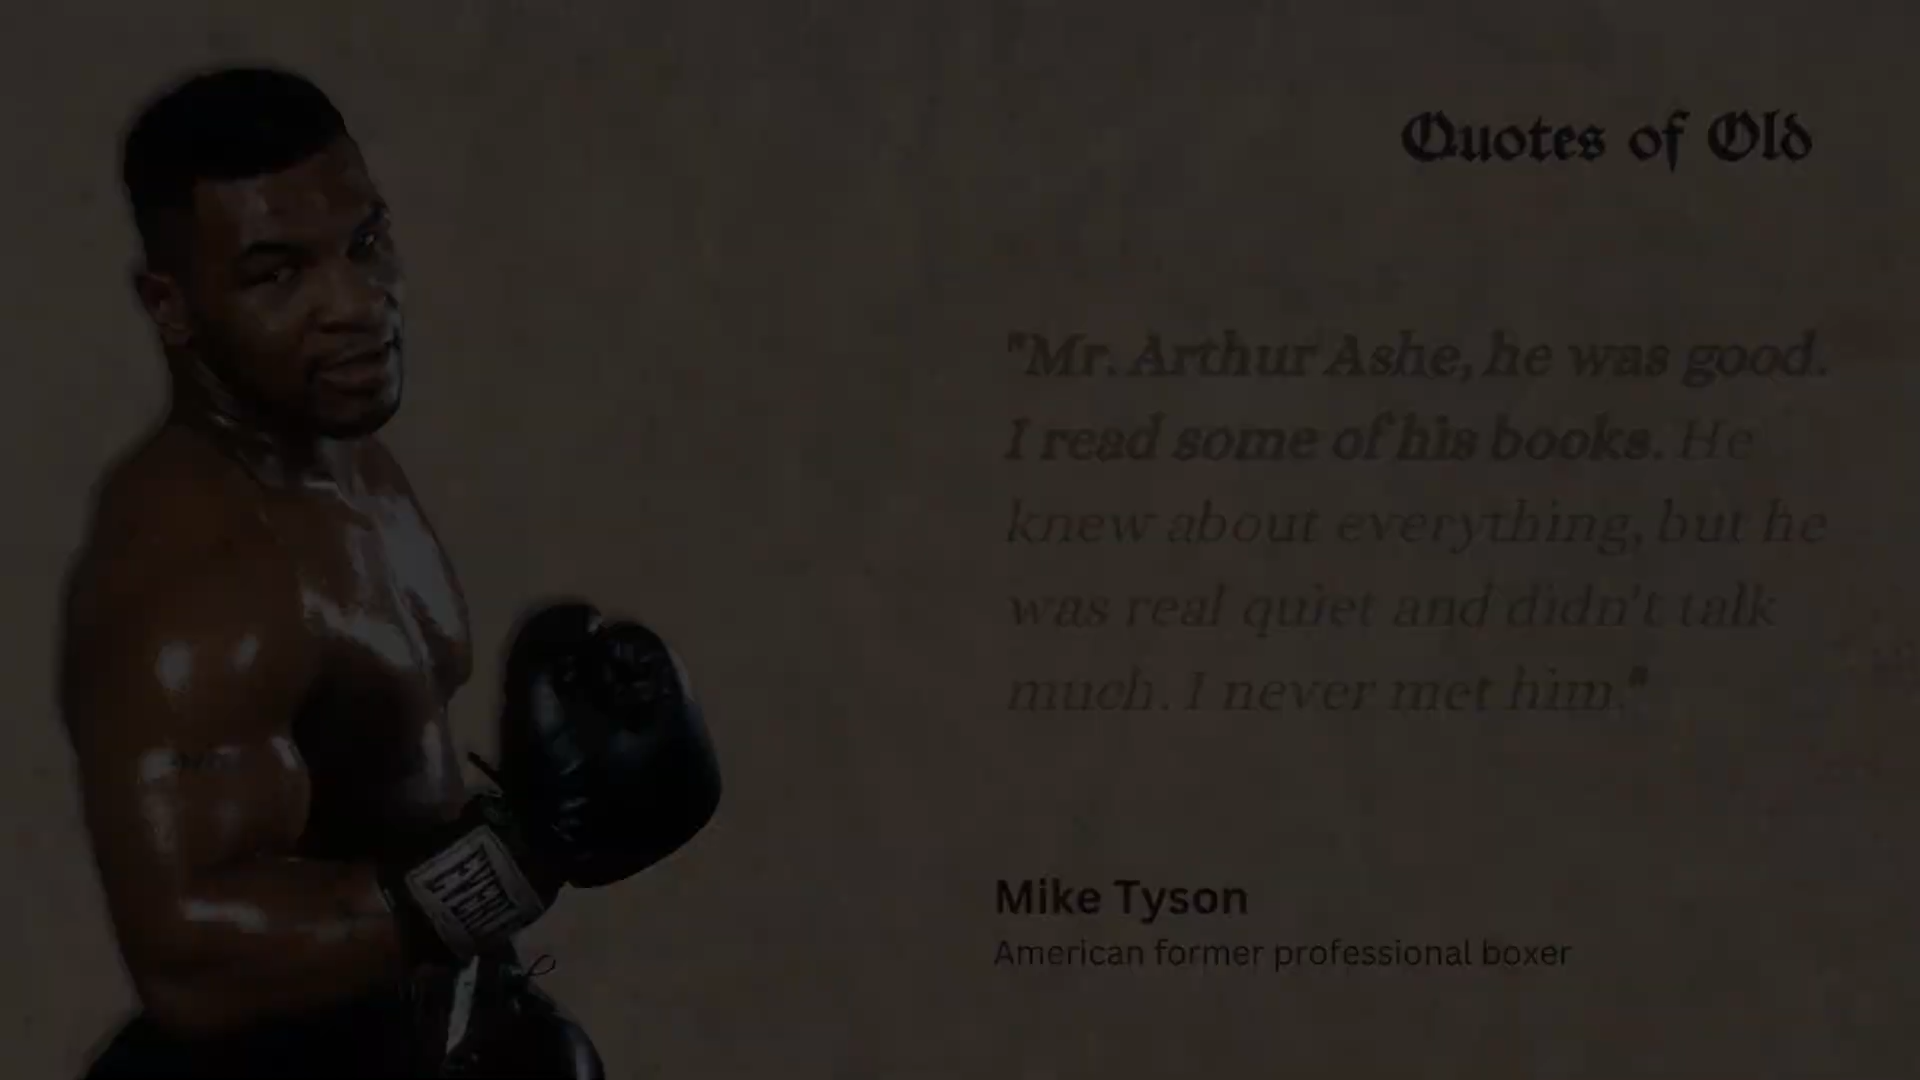 Quotes of Old
"Mr. Arthur Ashe, he was good.
I read some of his books. He
knew about everything, but he
was real quiet and didn't talk
much. I never met him."
EVERL
Mike Tyson
American former professional boxer